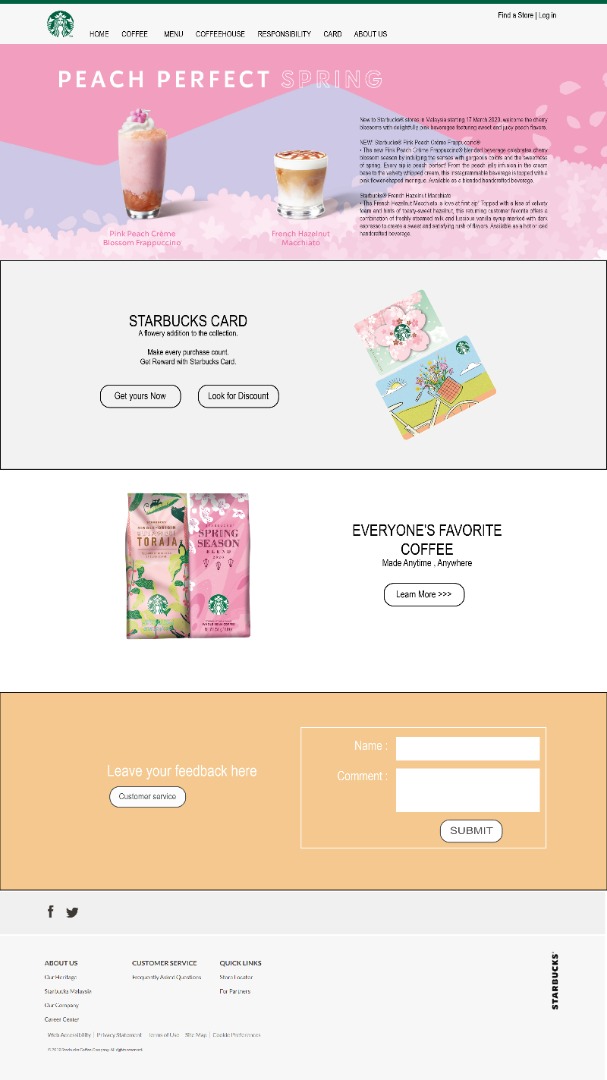 Find a Store | Log in
HOME COFFEE MENU COFFEEHOUSE RESPONSIBILITY CARD ABOUT US
PEACH PERFECT SPRING
New to Starbucks® stores in Malaysia starting 17 March 2020, welcome the cherry
blossoms with delightfully pink beverages featuring sweet and juicy peach flavors.
NEW! Starbucks® Pink Peach Crème Frappuccino®
• The new Pink Peach Crème Frappuccino® blended beverage celebrates cherry
blossom season by indulging the senses with gorgeous colors and the sweetness
of spring. Every sip is peach perfect! From the peach jelly infusion in the cream
base to the velvety whipped cream, this instagrammable beverage is topped with a
pink flower-shaped meringue. Available as a blended handcrafted beverage.
Starbucks® French Hazelnut Macchiato
• The French Hazelnut Macchiato is love at first sip! Topped with a kiss of velvety
foam and hints of toasty-sweet hazelnut, this returning customer favorite offers a
combination of freshly steamed milk and luscious vanilla syrup marked with dark
espresso to create a sweet and satisfying rush of flavors. Available as a hot or iced
handcrafted beverage.
Pink Peach Crème
Blossom Frappuccino
French Hazelnut
Macchiato
STARBUCKS CARD
A flowery addition to the collection.
Make every purchase count.
Get Reward with Starbucks Card.
Get yours Now
Look for Discount
TORAJA
SPRING
SEASON
BLEND
2020
EVERYONE'S FAVORITE
COFFEE
Made Anytime , Anywhere
Learn More >>>
Leave your feedback here
Customer service
Name :
Comment :
SUBMIT
ABOUT US CUSTOMER SERVICE QUICK LINKS
Our Heritage Frequently Asked Questions Store Locator
Starbucks Malaysia For Partners
Our Company
Career Center
Web Accessibility | Privacy Statement Terms of Use Site Map | Cookie Preferences
Starbucks Coffee Company. All rights reserved.
STARBUCKS